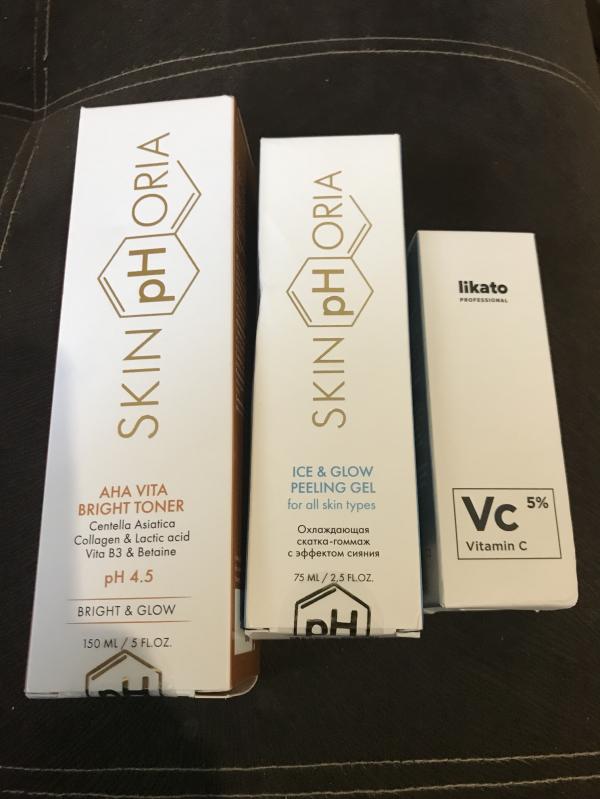 SKIN pH ORIA
AHA VITA
BRIGHT TONER
Centella Asiatica
Collagen & Lactic acid
Vita B3 & Betaine
pH 4.5
BRIGHT & GLOW
150 ML / 5 FL.OZ.
pH
SKIN pH ORIA
ICE & GLOW
PEELING GEL
for all skin types
Охлаждающая
скатка-гоммаж
с эффектом сияния
75 ML / 2,5 FL.OZ.
pH
likato
PROFESSIONAL
Vc 5%
Vitamin C